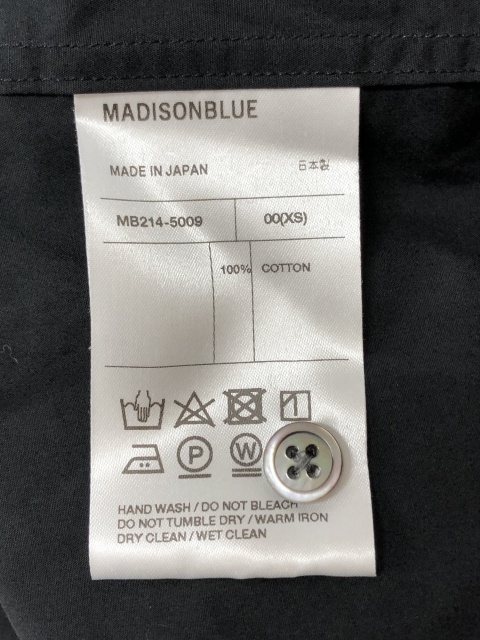 MADISONBLUE
MADE IN JAPAN 日本製
MB214-5009 00(XS)
100% COTTON
P W
HAND WASH / DO NOT BLEACH
DO NOT TUMBLE DRY / WARM IRON
DRY CLEAN / WET CLEAN